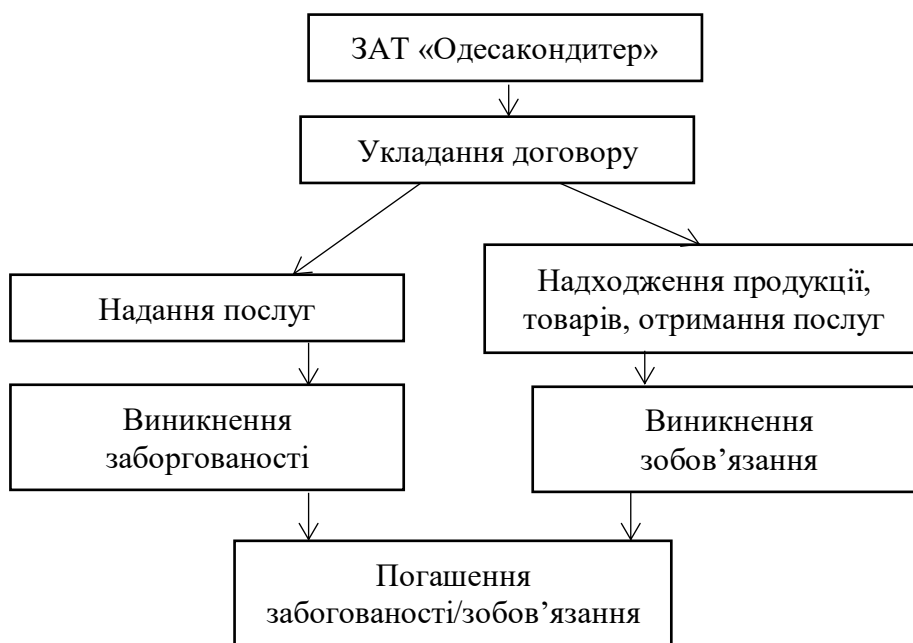 ЗАТ «Одесакондитер»
Укладання договору
Надання послуг
Надходження продукції,
товарів, отримання послуг
Виникнення
заборгованості
Виникнення
зобов’язання
Погашення
забогованості/зобов’язання